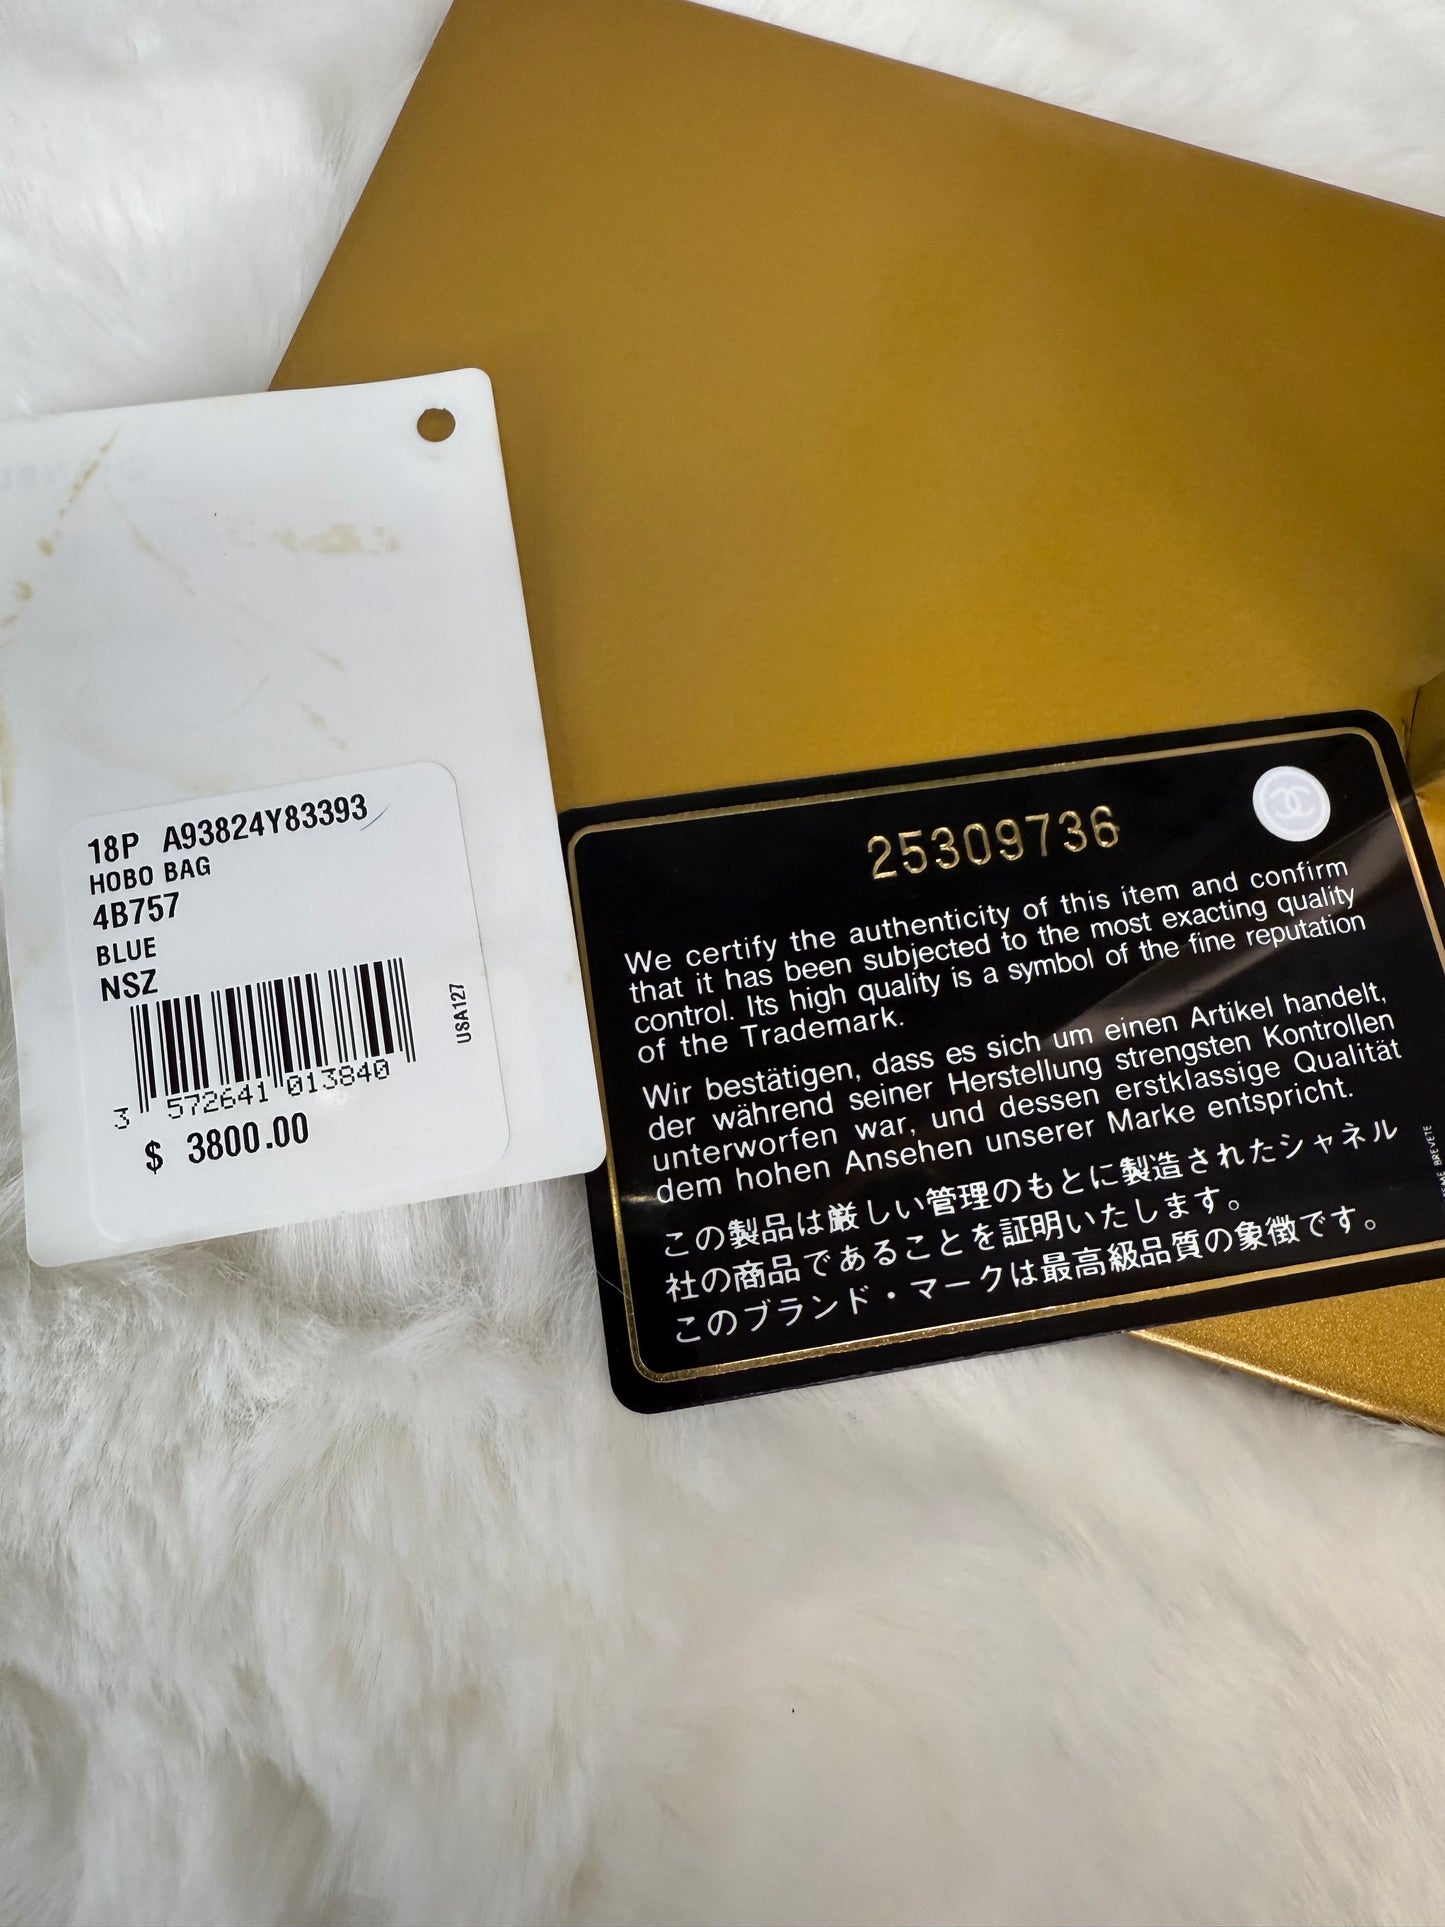 18P A93824Y83393
HOBO BAG
4B757
BLUE
NSZ
USA127
3 572641 013840
$ 3800.00
25309736
We certify the authenticity of this item and confirm
that it has been subjected to the most exacting quality
control. Its high quality is a symbol of the fine reputation
of the Trademark.
Wir bestätigen, dass es sich um einen Artikel handelt,
der während seiner Herstellung strengsten Kontrollen
unterworfen war, und dessen erstklassige Qualität
dem hohen Ansehen unserer Marke entspricht.
この製品は厳しい管理のもとに製造されたシャネル
社の商品であることを証明いたします。
このブランド・マークは最高級品質の象徴です。
BREVETE